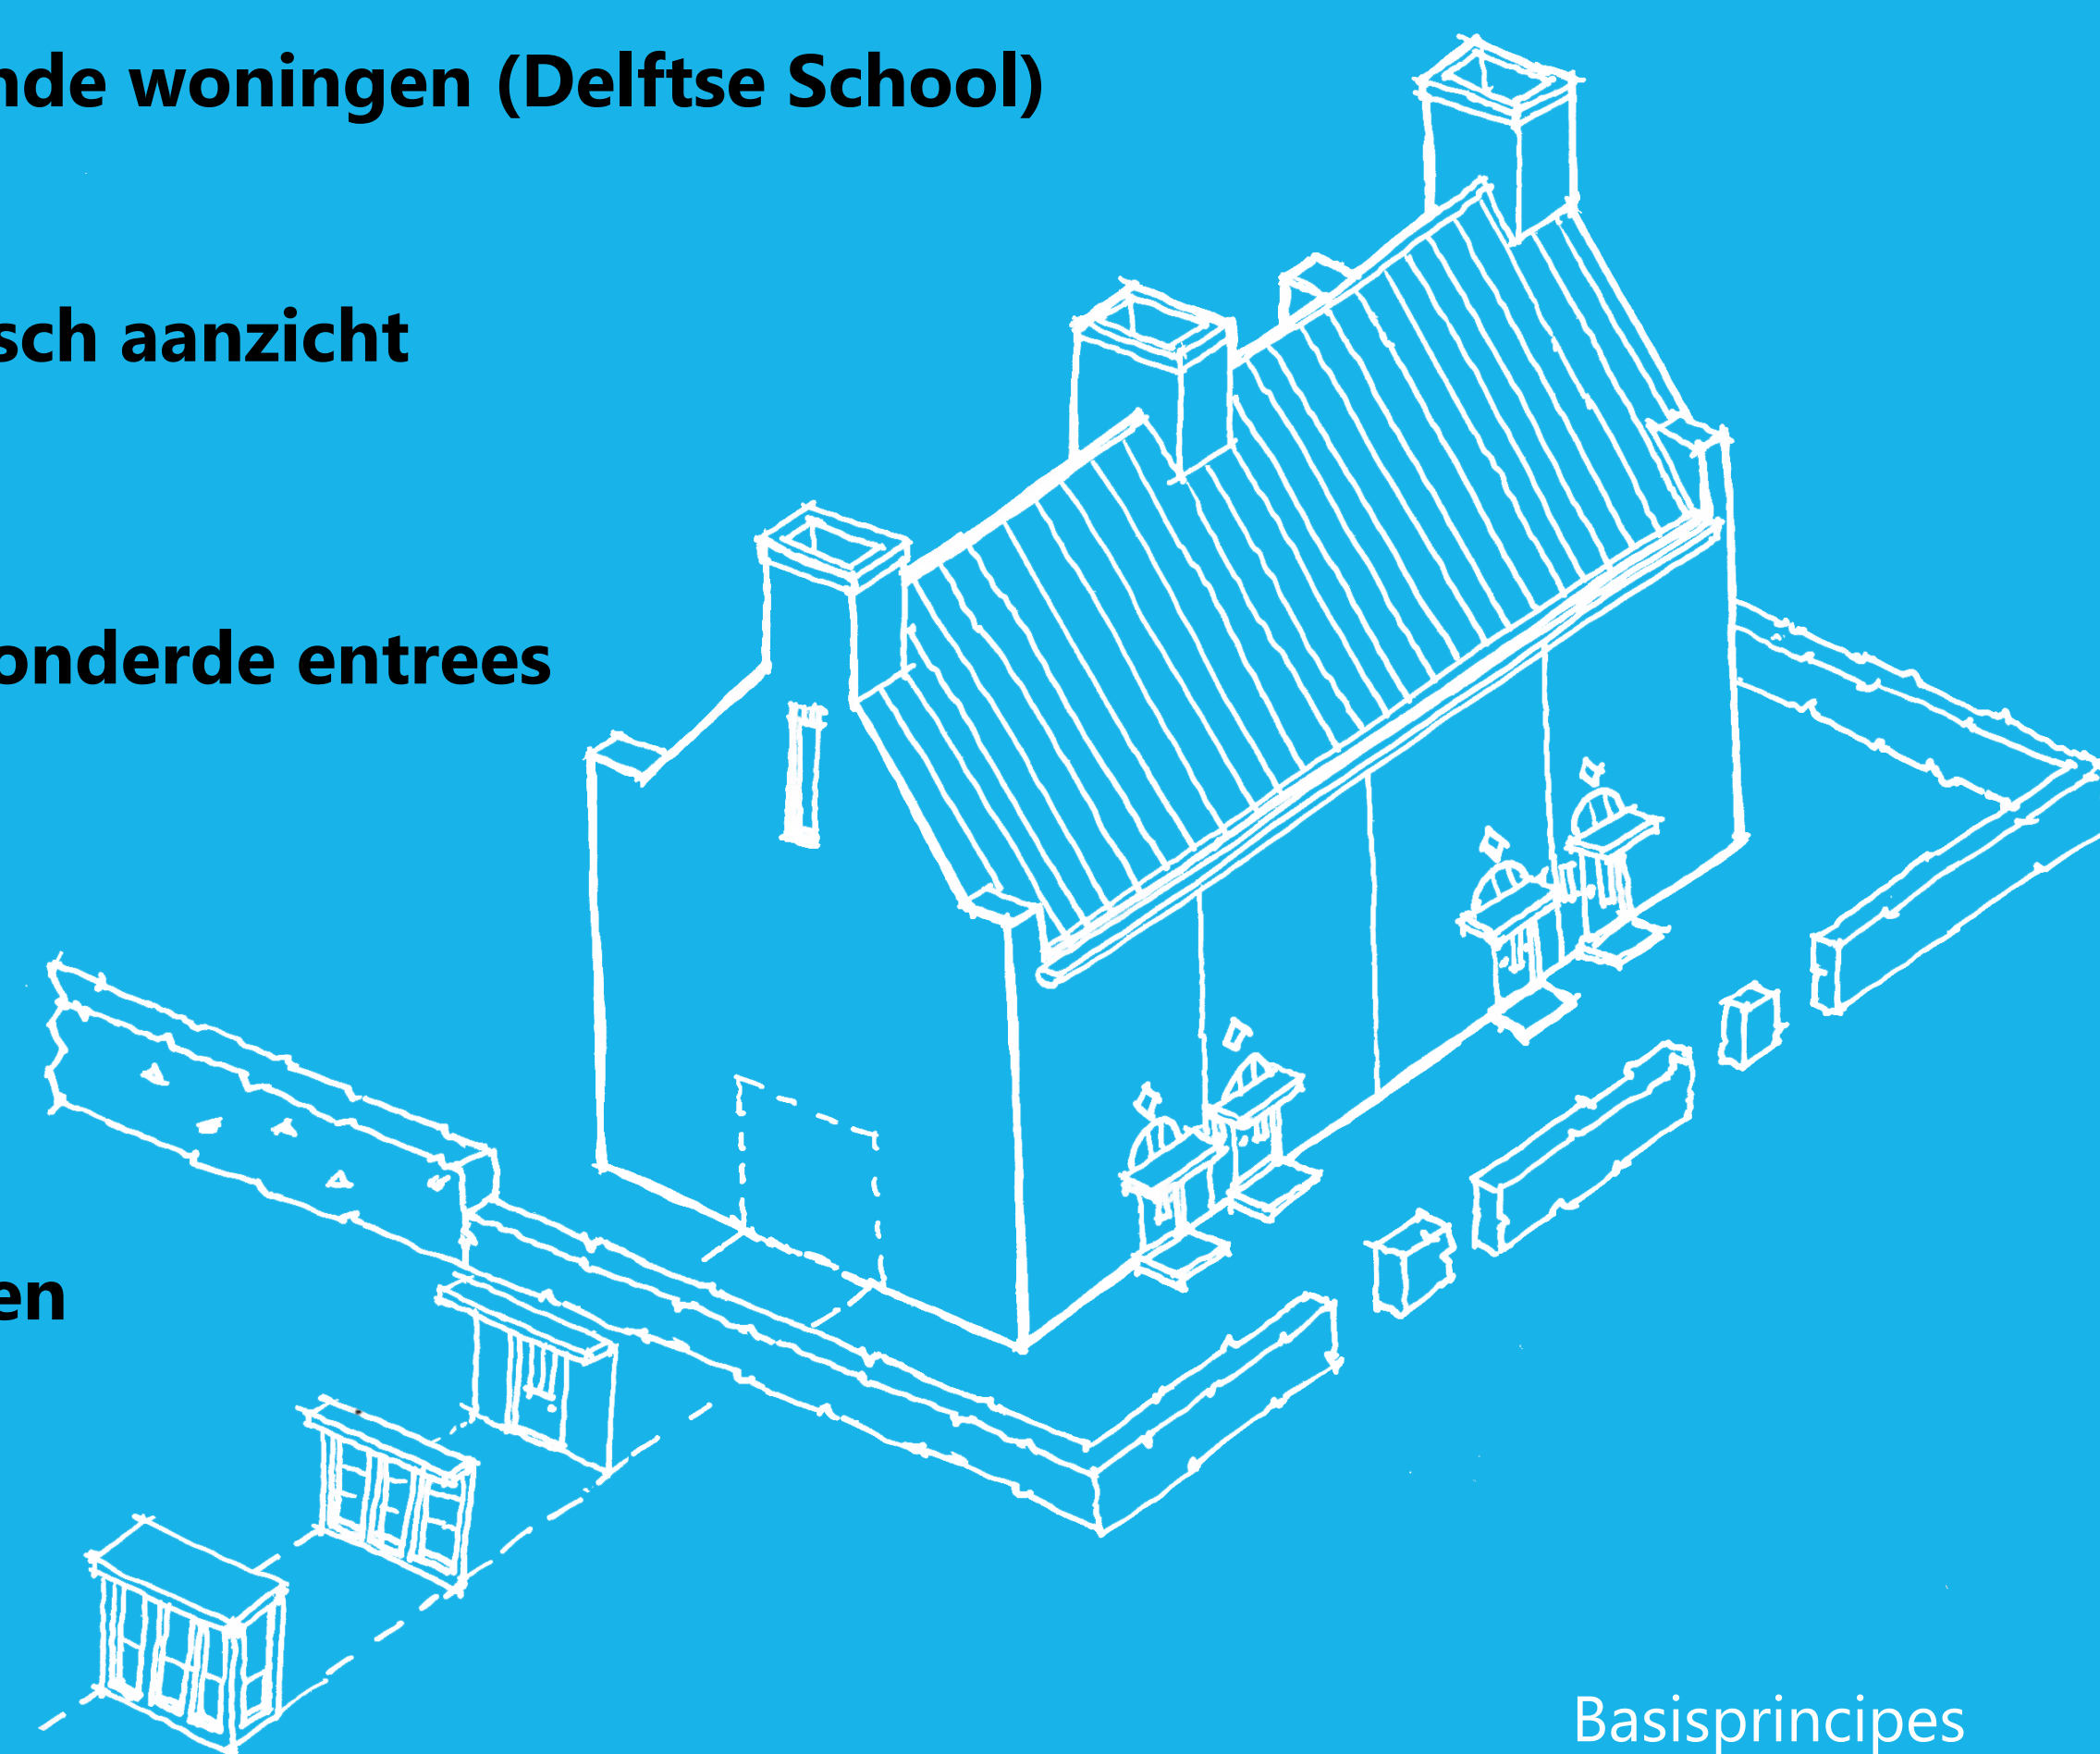 nde woningen (Delftse School)
sch aanzicht
onderde entrees
en
Basisprincipes